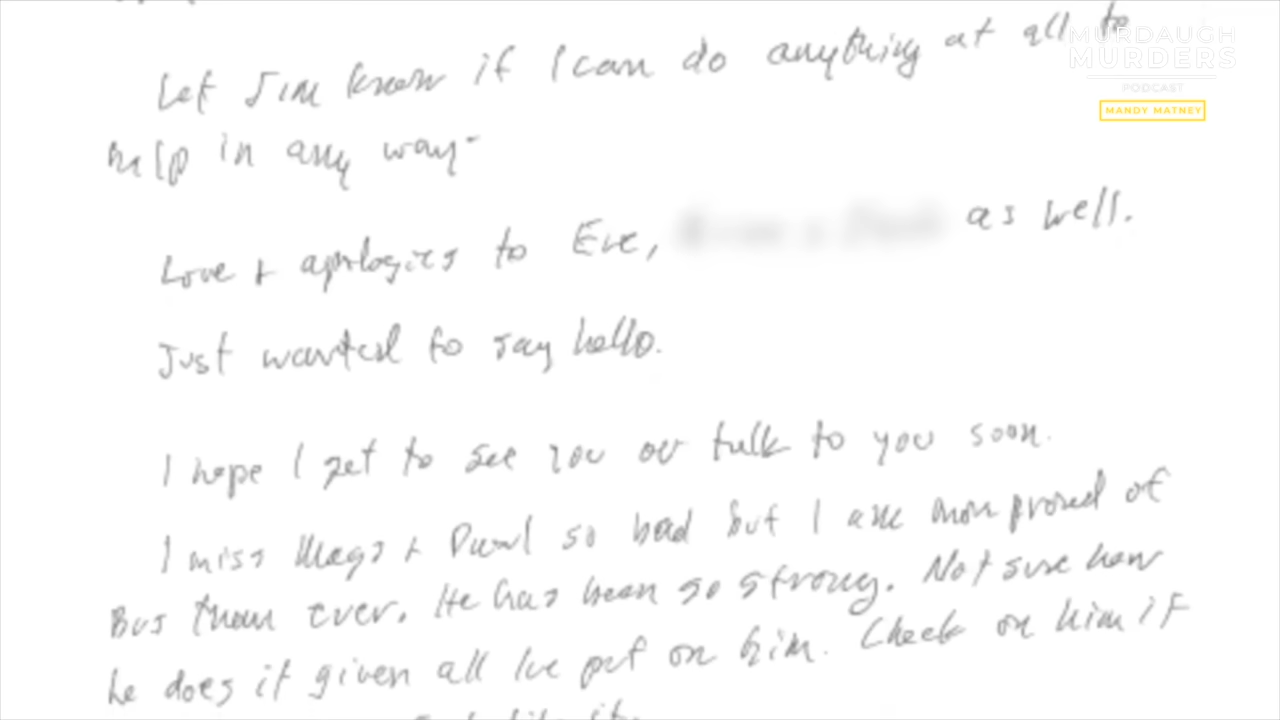 MURDAUGH
MURDERS
PODCAST
MANDY MATNEY
Let Jim know if I can do anything at all to
help in any way-
Love + apologies to Eve, as well.
Just wanted to say hello.
I hope I get to see you or talk to you soon.
I miss Mags + Paul so bad but I am more proud of
Bus than ever. He has been so strong. Not sure how
he does it given all Ive put on him. Check on him if